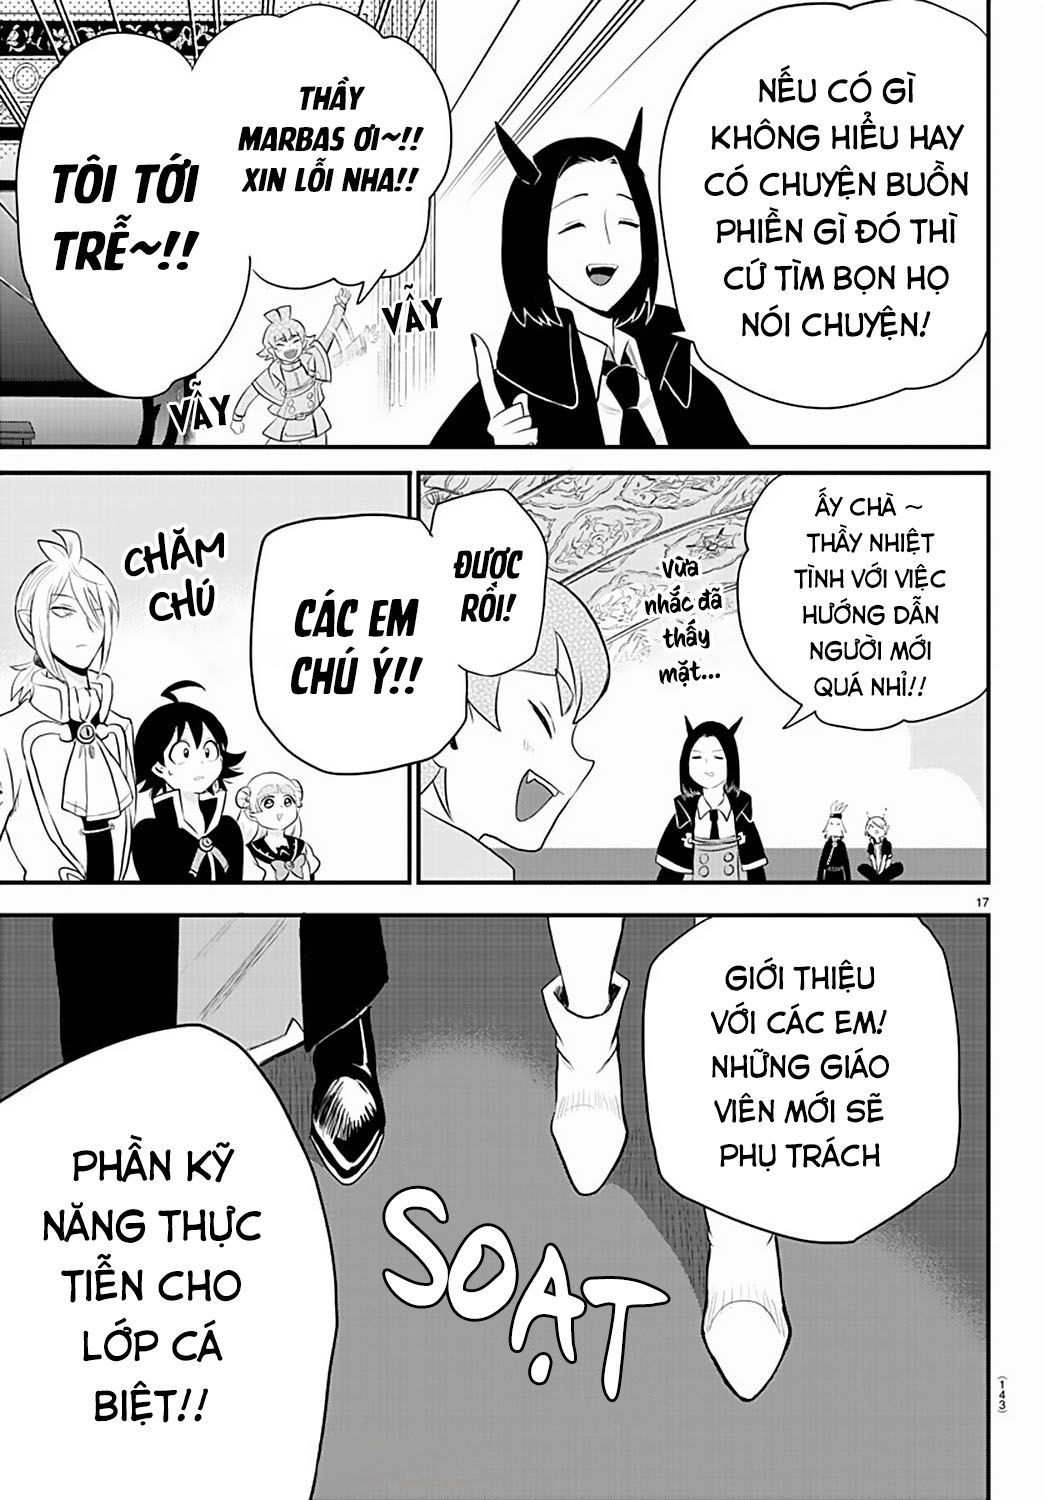 NẾU CÓ GÌ
KHÔNG HIỂU HAY
CÓ CHUYỆN BUỒN
PHIỀN GÌ ĐÓ THÌ
CỨ TÌM BỌN HỌ
NÓI CHUYỆN!
THẦY
MARBAS ƠI~!!
XIN LỖI NHA!!
TÔI TỚI
TRỄ~!!
VẪY
VẪY
ẤY CHÀ ~
THẦY NHIỆT
TÌNH VỚI VIỆC
HƯỚNG DẪN
NGƯỜI MỚI
QUÁ NHỈ!!
Vừa
nhắc đã
thấy
mặt...
ĐƯỢC
RỒI!
CÁC EM
CHÚ Ý!!
CHĂM
CHÚ
17
GIỚI THIỆU
VỚI CÁC EM!
NHỮNG GIÁO
VIÊN MỚI SẼ
PHỤ TRÁCH
SOẠT
PHẦN KỸ
NĂNG THỰC
TIỄN CHO
LỚP CÁ
BIỆT!!
(143)